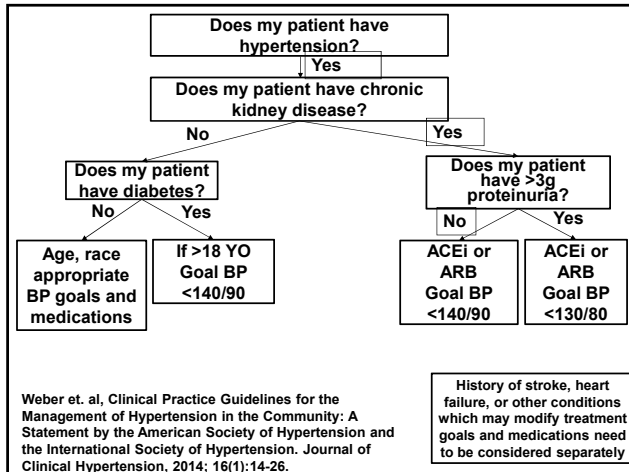 Does my patient have
hypertension?
Yes
Does my patient have chronic
kidney disease?
No
Yes
Does my patient
have diabetes?
Does my patient
have >3g
proteinuria?
No
Yes
No
Yes
Age, race
appropriate
BP goals and
medications
If >18 YO
Goal BP
<140/90
ACEi or
ARB
Goal BP
<140/90
ACEi or
ARB
Goal BP
<130/80
Weber et. al, Clinical Practice Guidelines for the
Management of Hypertension in the Community: A
Statement by the American Society of Hypertension and
the International Society of Hypertension. Journal of
Clinical Hypertension, 2014; 16(1):14-26.
History of stroke, heart
failure, or other conditions
which may modify treatment
goals and medications need
to be considered separately